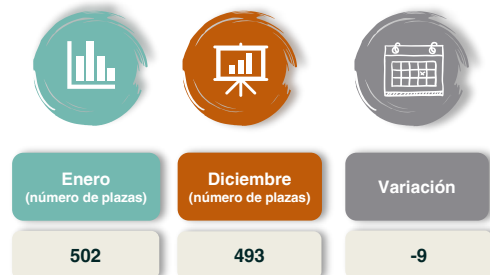 Enero
(número de plazas)
Diciembre
(número de plazas)
Variación
502
493
-9